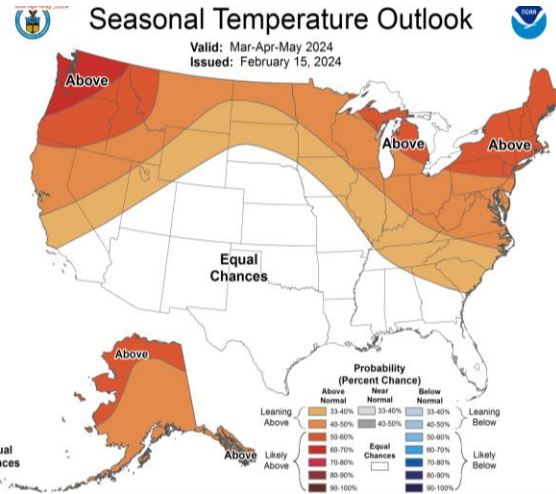 Seasonal Temperature Outlook
NOAA
Valid: Mar-Apr-May 2024
Issued: February 15, 2024
Above
Above
Above
Equal
Chances
Above
Above
Probability
(Percent Chance)
Above
Normal
Near
Normal
Below
Normal
Leaning
Above
33-40%
33-40%
33-40%
Leaning
Below
40-50%
40-50%
40-50%
Likely
Above
50-60%
60-70%
70-80%
80-90%
90-100%
Equal
Chances
50-60%
60-70%
70-80%
80-90%
90-100%
Likely
Below